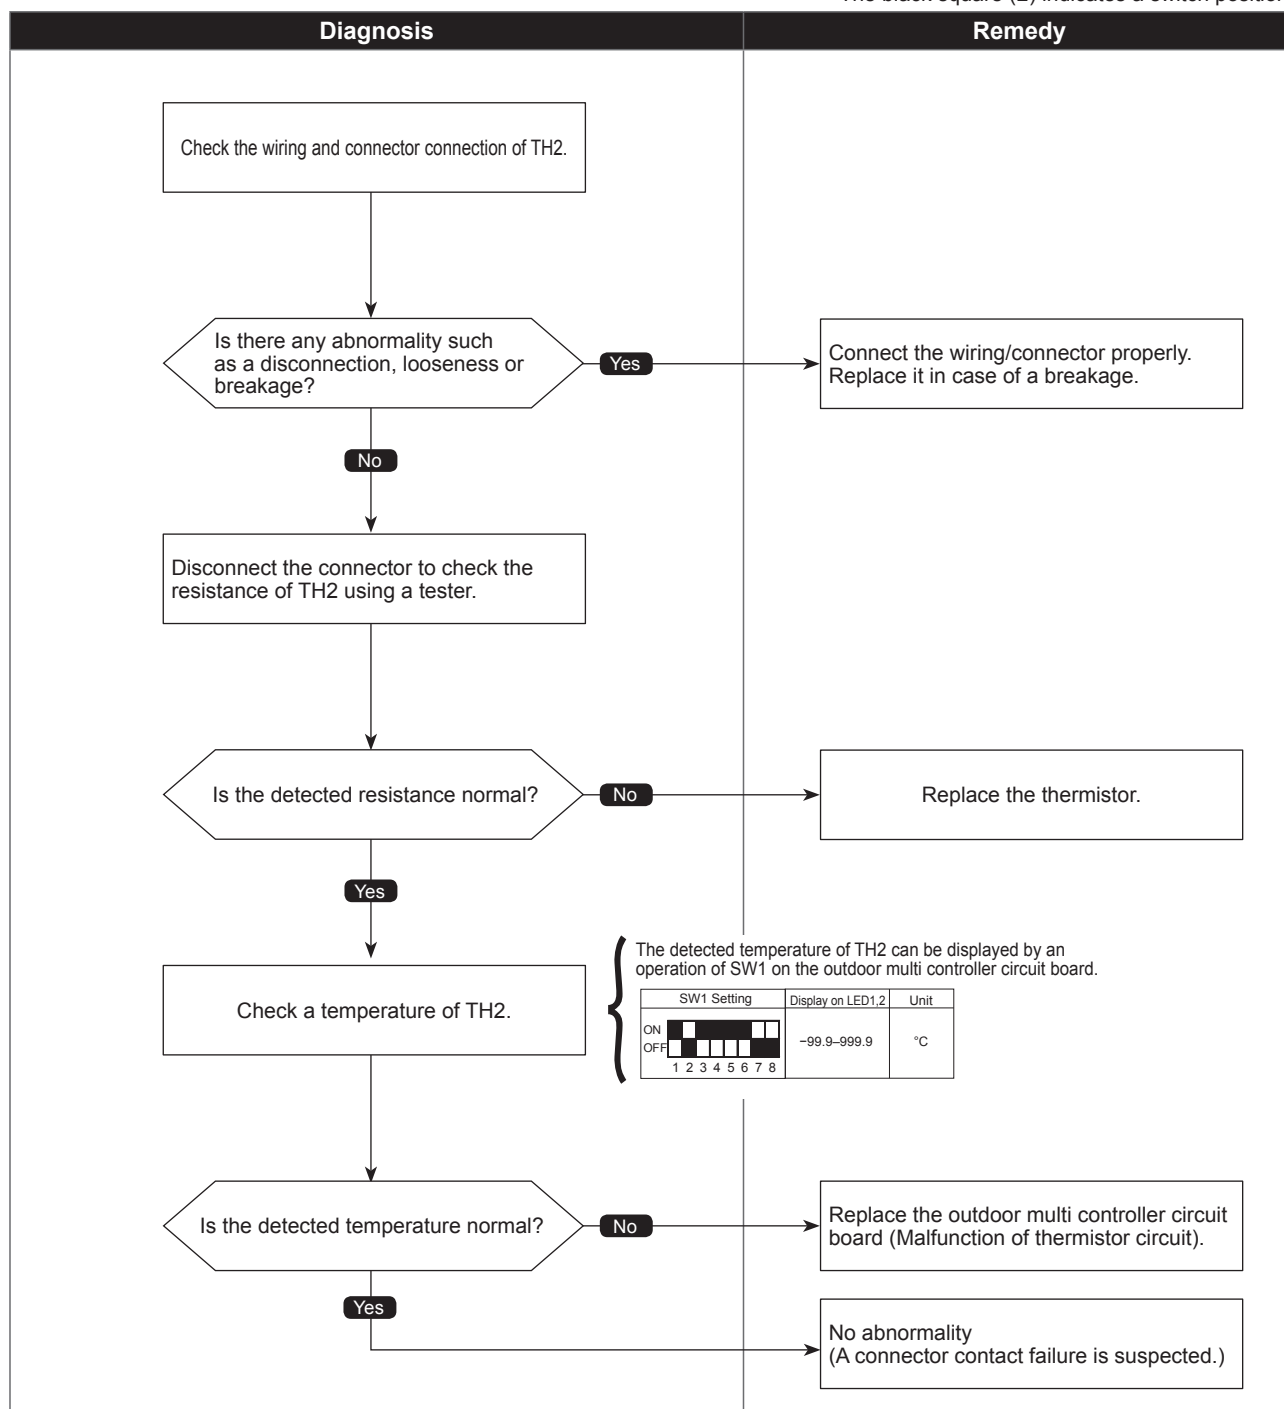 The black square (■) indicates a switch position
Diagnosis
Remedy
Check the wiring and connector connection of TH2.
Is there any abnormality such
as a disconnection, looseness or
breakage?
Yes
Connect the wiring/connector properly.
Replace it in case of a breakage.
No
Disconnect the connector to check the
resistance of TH2 using a tester.
Is the detected resistance normal?
No
Replace the thermistor.
Yes
The detected temperature of TH2 can be displayed by an
operation of SW1 on the outdoor multi controller circuit board.
Check a temperature of TH2.
SW1 Setting
Display on LED1,2
Unit
ON
OFF
1 2 3 4 5 6 7 8
−99.9–999.9
°C
Is the detected temperature normal?
No
Replace the outdoor multi controller circuit
board (Malfunction of thermistor circuit).
Yes
No abnormality
(A connector contact failure is suspected.)